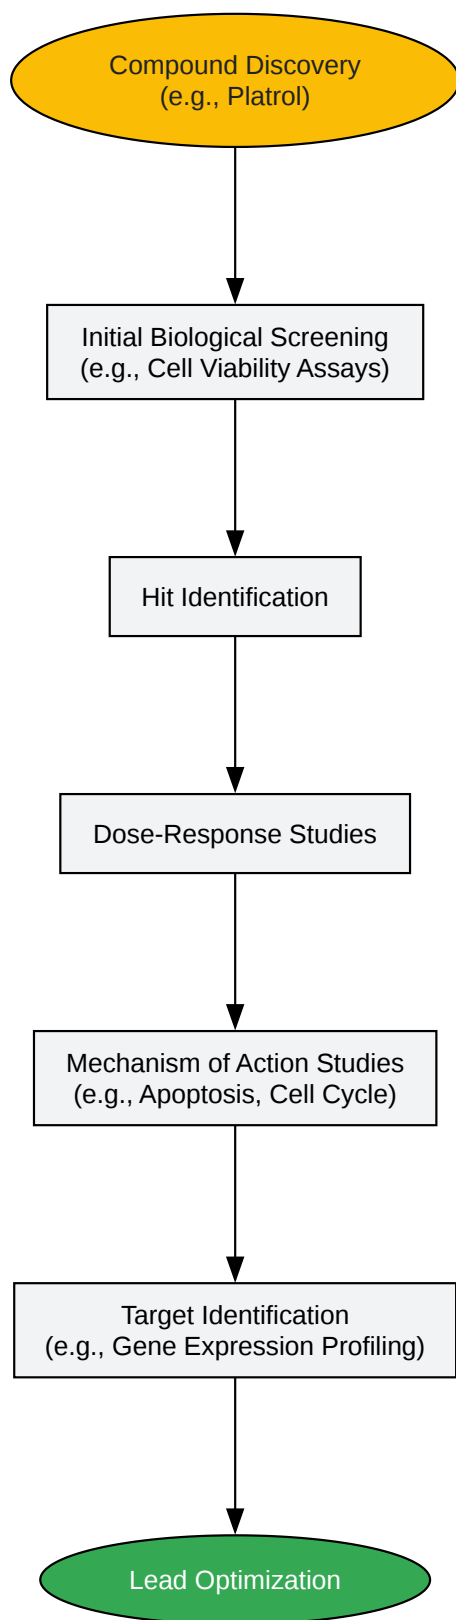 Compound Discovery
(e.g., Platrol)
Initial Biological Screening
(e.g., Cell Viability Assays)
Hit Identification
Dose-Response Studies
Mechanism of Action Studies
(e.g., Apoptosis, Cell Cycle)
Target Identification
(e.g., Gene Expression Profiling)
Lead Optimization